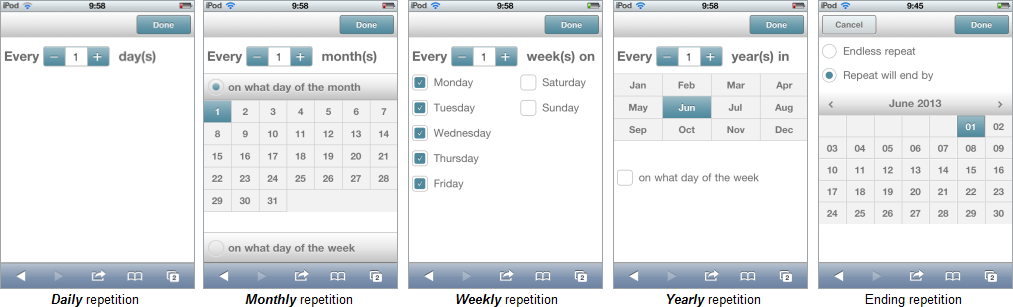 iPod 9:58
Done
Every − 1 + day(s)
2
Daily repetition
iPod 9:58
Done
Every − 1 + month(s)
on what day of the month
1 2 3 4 5 6 7
8 9 10 11 12 13 14
15 16 17 18 19 20 21
22 23 24 25 26 27 28
29 30 31
on what day of the week
2
Monthly repetition
iPod 9:58
Done
Every − 1 + week(s) on
Monday Saturday
Tuesday Sunday
Wednesday
Thursday
Friday
2
Weekly repetition
iPod 9:58
Done
Every − 1 + year(s) in
Jan Feb Mar Apr
May Jun Jul Aug
Sep Oct Nov Dec
on what day of the week
2
Yearly repetition
iPod 9:45
Cancel Done
Endless repeat
Repeat will end by
‹ June 2013 ›
01 02
03 04 05 06 07 08 09
10 11 12 13 14 15 16
17 18 19 20 21 22 23
24 25 26 27 28 29 30
2
Ending repetition